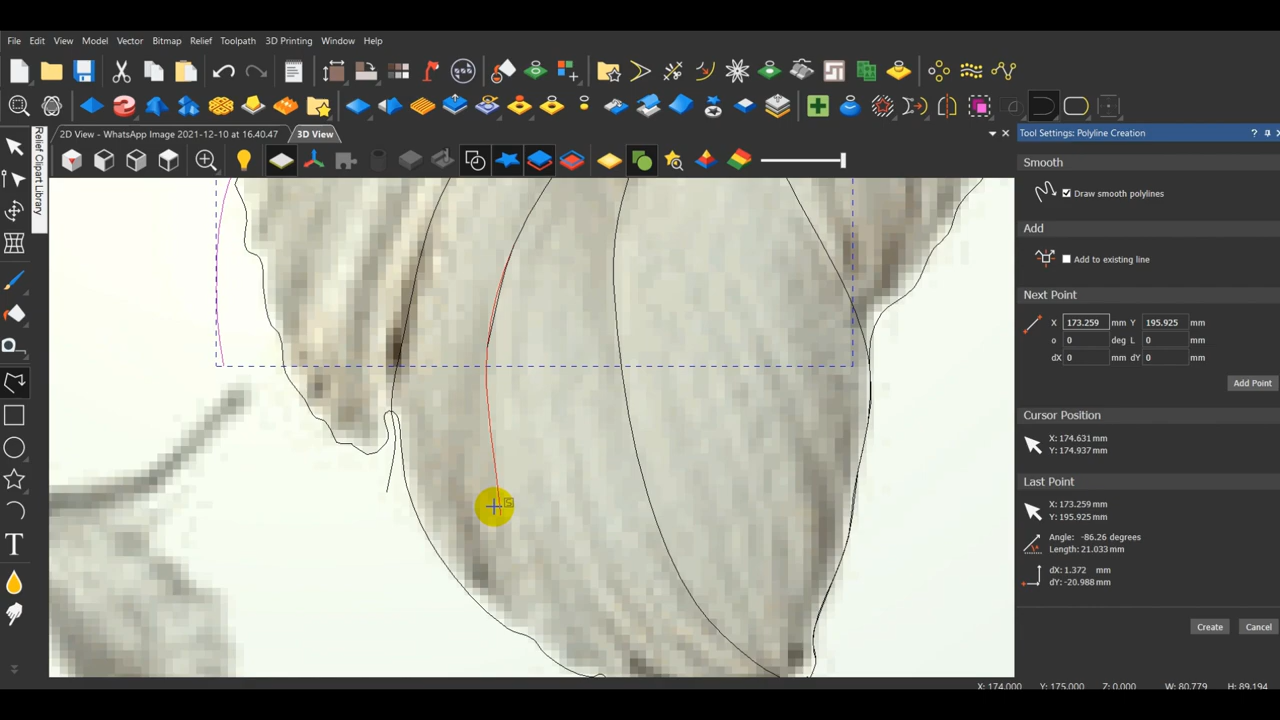 File Edit View Model Vector Bitmap Relief Toolpath 3D Printing Window Help
2D View - WhatsApp Image 2021-12-10 at 16.40.47 3D View
Relief Clipart Library
T
S
Tool Settings: Polyline Creation ?
Smooth
Draw smooth polylines
Add
Add to existing line
Next Point
X 173.259 mm Y 195.925 mm
o 0 deg L 0
dX 0 mm dY 0 mm
Add Point
Cursor Position
X: 174.631 mm
Y: 174.937 mm
Last Point
X: 173.259 mm
Y: 195.925 mm
Angle: -86.26 degrees
Length: 21.033 mm
dX: 1.372 mm
dY: -20.988 mm
Create Cancel
X: 174.000 Y: 175.000 Z: 0.000 W: 80.779 H: 89.194